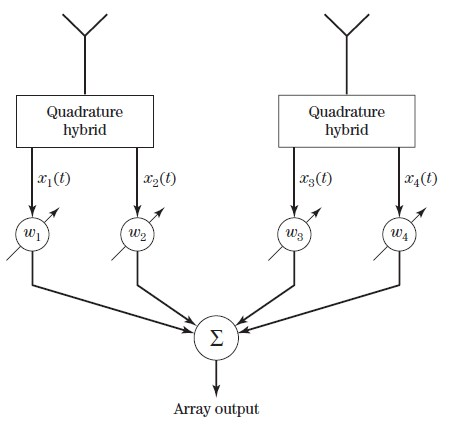 Quadrature
hybrid
Quadrature
hybrid
x₁(t)
x₂(t)
x₃(t)
x₄(t)
w₁
w₂
w₃
w₄
Σ
Array output